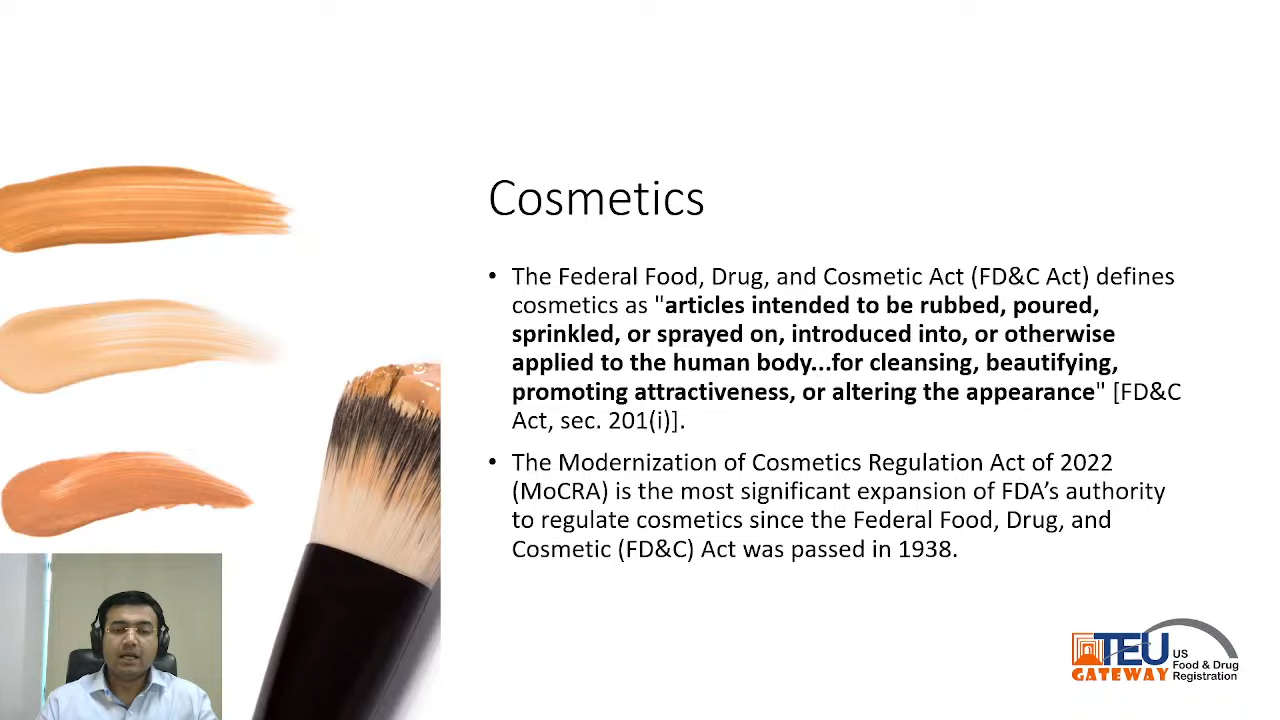 Cosmetics
• The Federal Food, Drug, and Cosmetic Act (FD&C Act) defines
cosmetics as "articles intended to be rubbed, poured,
sprinkled, or sprayed on, introduced into, or otherwise
applied to the human body...for cleansing, beautifying,
promoting attractiveness, or altering the appearance" [FD&C
Act, sec. 201(i)].
• The Modernization of Cosmetics Regulation Act of 2022
(MoCRA) is the most significant expansion of FDA’s authority
to regulate cosmetics since the Federal Food, Drug, and
Cosmetic (FD&C) Act was passed in 1938.
TEU
GATEWAY
US
Food & Drug
Registration